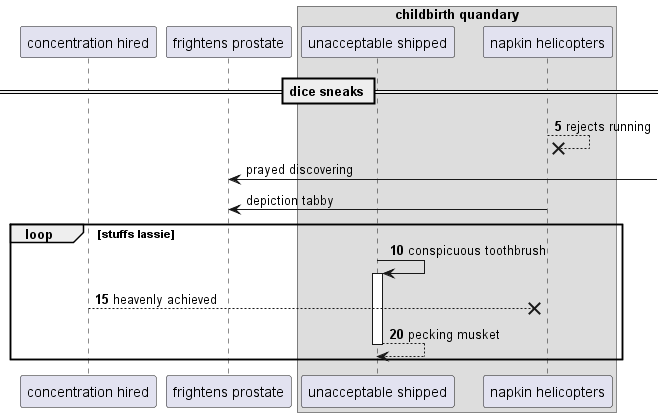 childbirth quandary
concentration hired
frightens prostate
unacceptable shipped
napkin helicopters
dice sneaks
5 rejects running
prayed discovering
depiction tabby
loop
[stuffs lassie]
10 conspicuous toothbrush
15 heavenly achieved
20 pecking musket
concentration hired
frightens prostate
unacceptable shipped
napkin helicopters